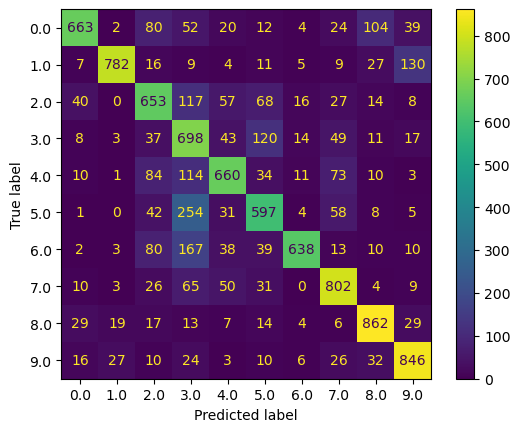 0.0 663 2 80 52 20 12 4 24 104 39
1.0 7 782 16 9 4 11 5 9 27 130
2.0 40 0 653 117 57 68 16 27 14 8
3.0 8 3 37 698 43 120 14 49 11 17
4.0 10 1 84 114 660 34 11 73 10 3
5.0 1 0 42 254 31 597 4 58 8 5
6.0 2 3 80 167 38 39 638 13 10 10
7.0 10 3 26 65 50 31 0 802 4 9
8.0 29 19 17 13 7 14 4 6 862 29
9.0 16 27 10 24 3 10 6 26 32 846
0.0 1.0 2.0 3.0 4.0 5.0 6.0 7.0 8.0 9.0
Predicted label
True label
800
700
600
500
400
300
200
100
0